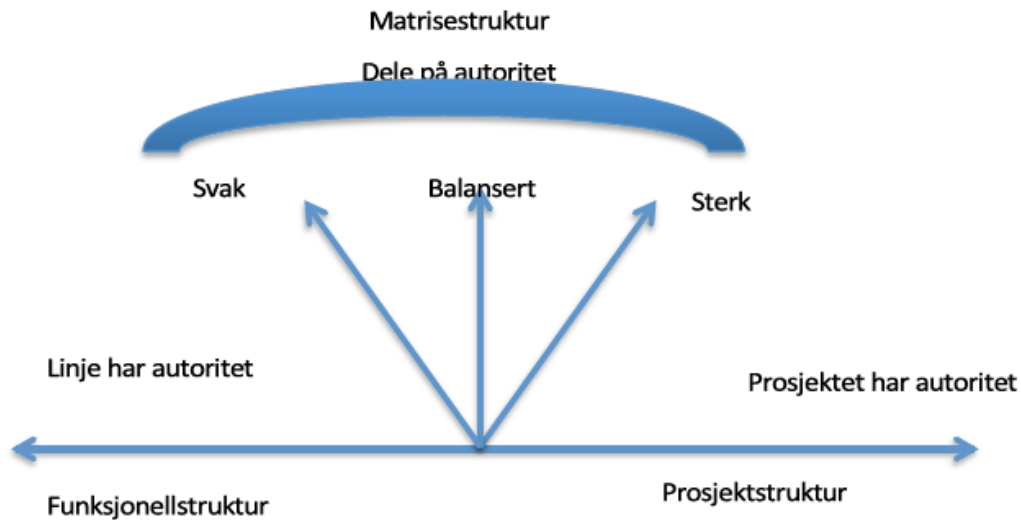 Matrisestruktur
Dele på autoritet
Svak
Balansert
Sterk
Linje har autoritet
Prosjektet har autoritet
Funksjonellstruktur
Prosjektstruktur